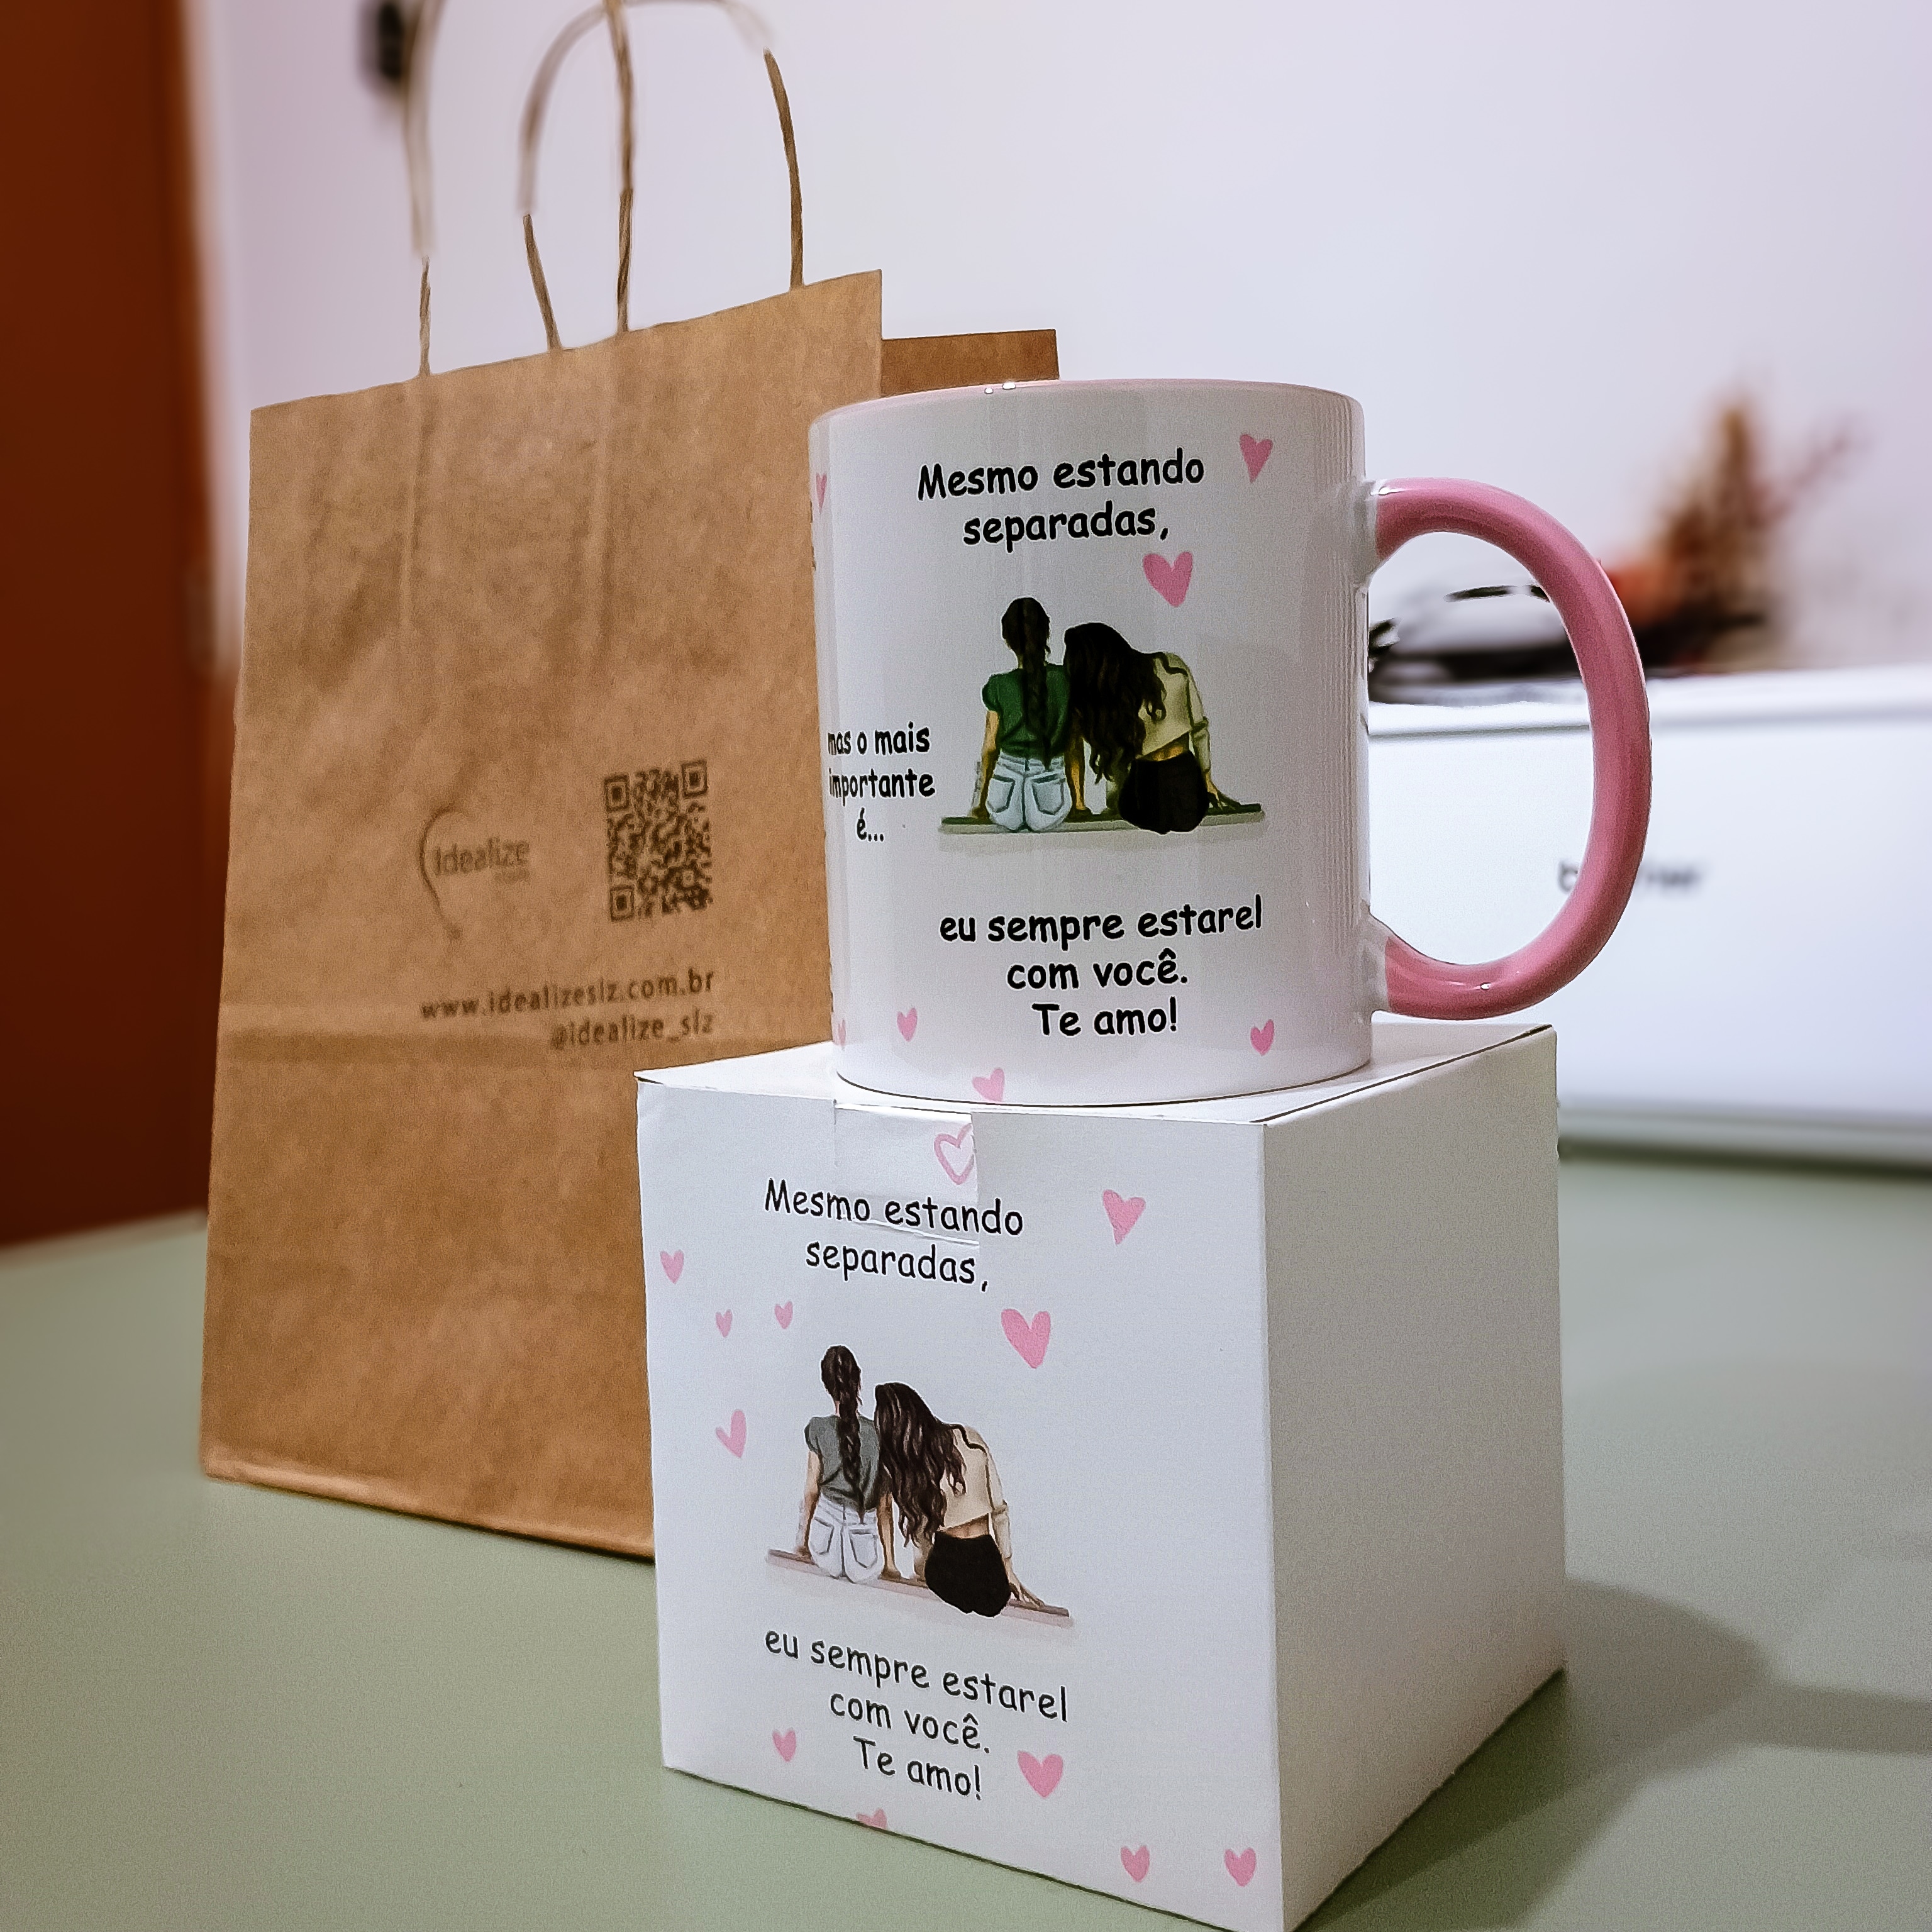 Mesmo estando
separadas,
mas o mais
importante
é...
eu sempre estarel
com você.
Te amo!
Idealize
www.idealizeslz.com.br
@idealize_slz
Mesmo estando
separadas,
eu sempre estarel
com você.
Te amo!